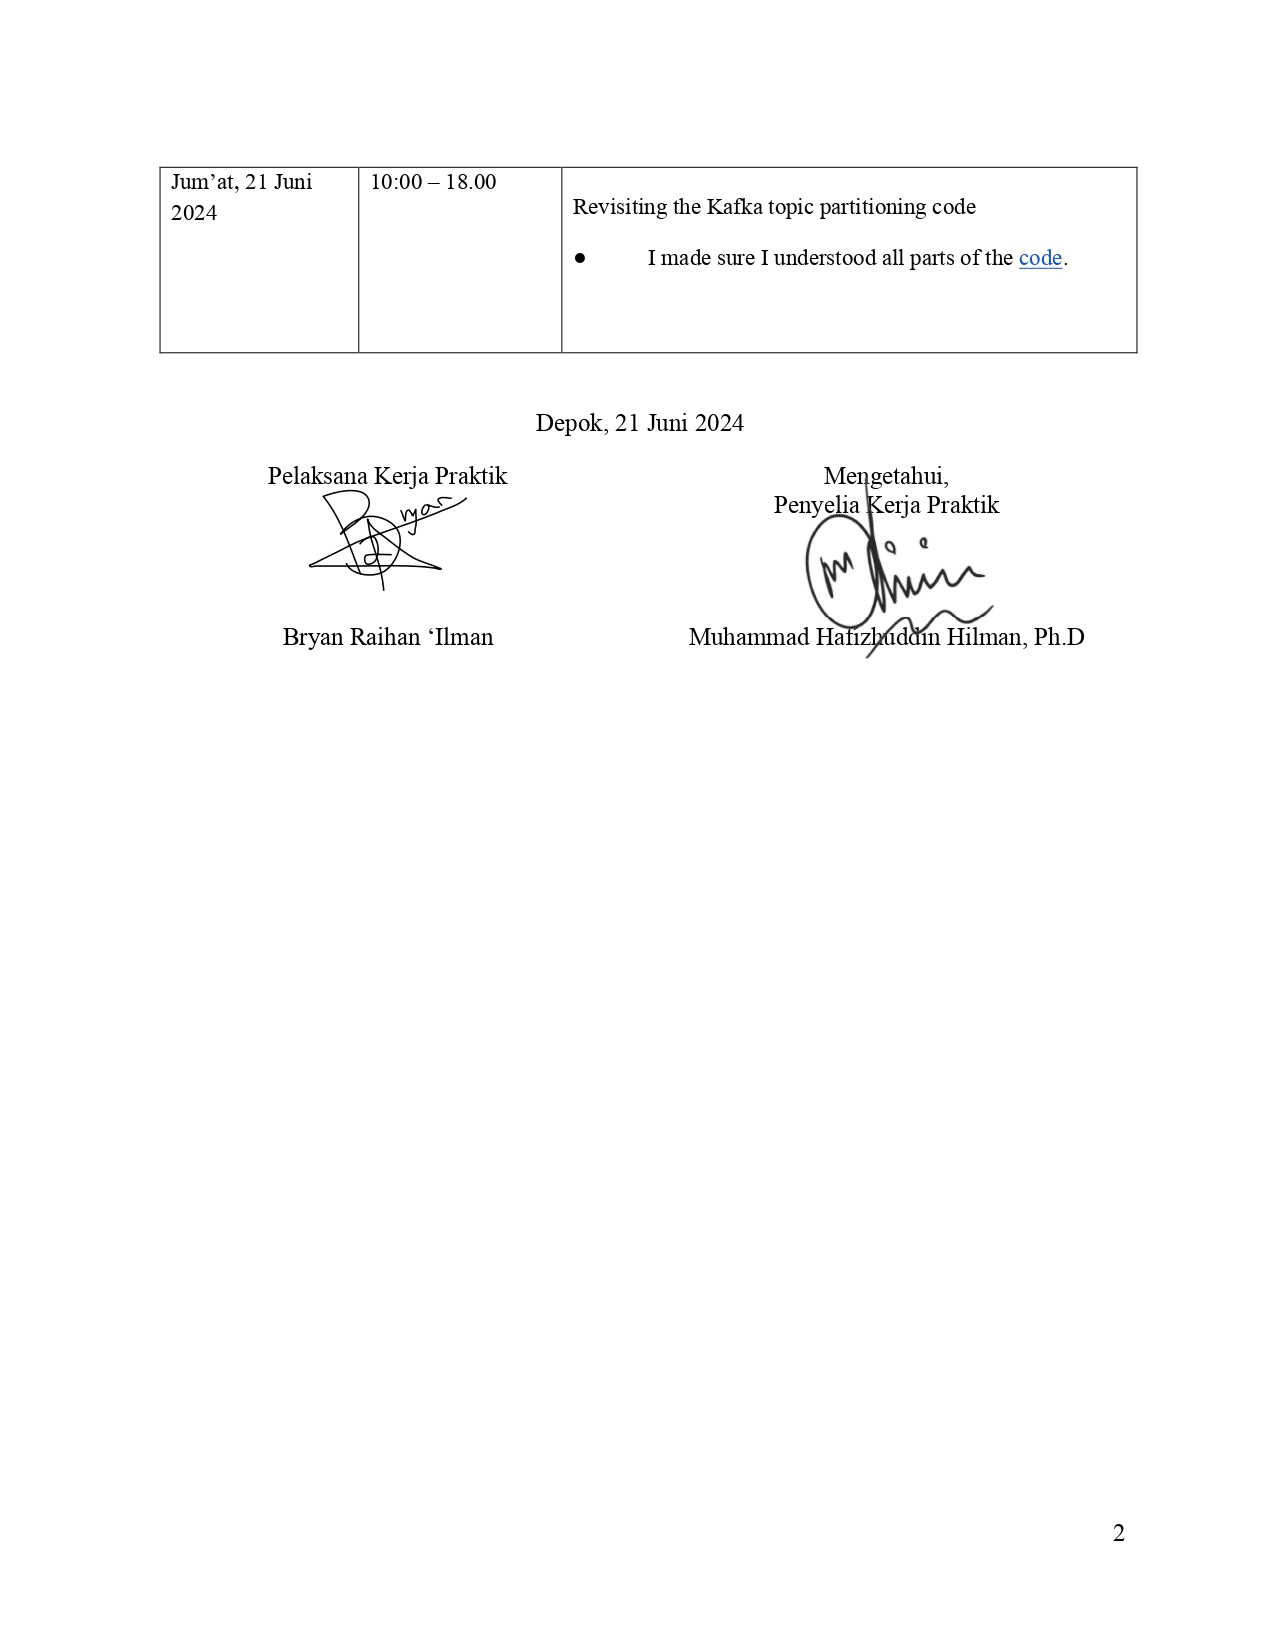 Jum’at, 21 Juni
2024
10:00 – 18.00
Revisiting the Kafka topic partitioning code
● I made sure I understood all parts of the code.
Depok, 21 Juni 2024
Pelaksana Kerja Praktik
Bryan
Bryan Raihan ‘Ilman
Mengetahui,
Penyelia Kerja Praktik
Muhammad Hafizhuddin Hilman, Ph.D
2